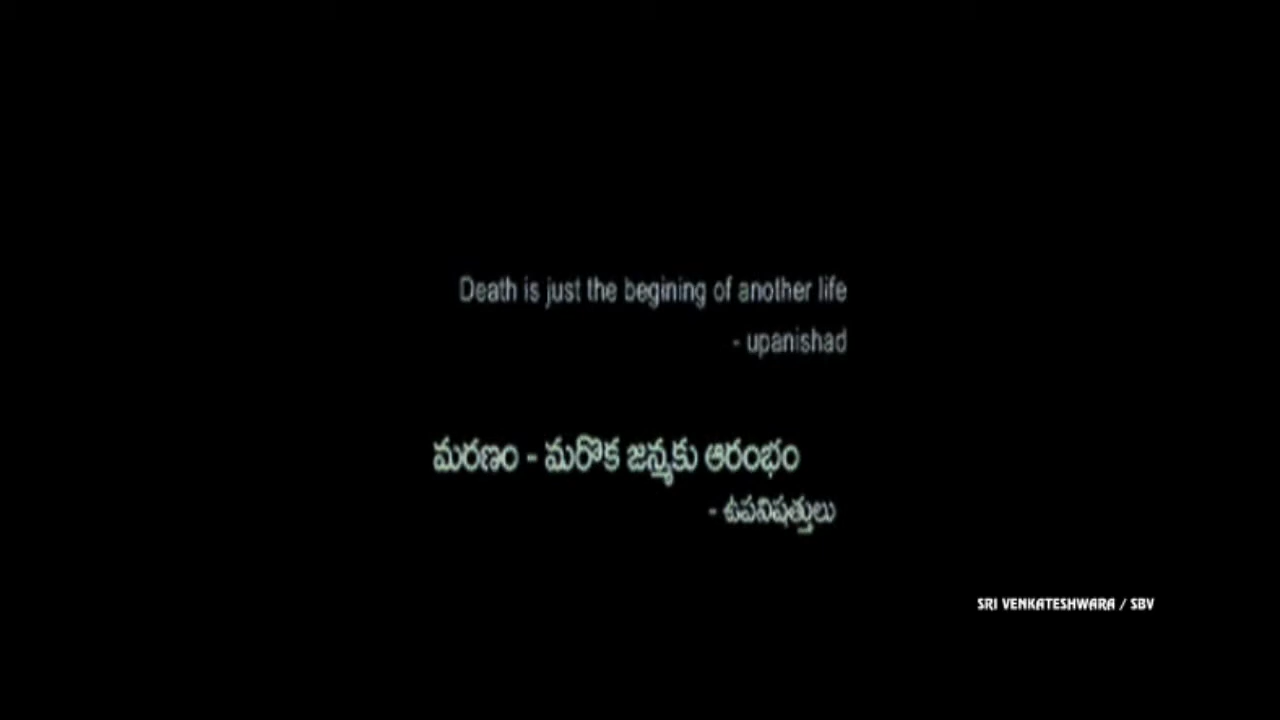 Death is just the begining of another life
- upanishad
మరణం - మరొక జన్మకు ఆరంభం
- ఉపనిషత్తులు
SRI VENKATESHWARA / SBV